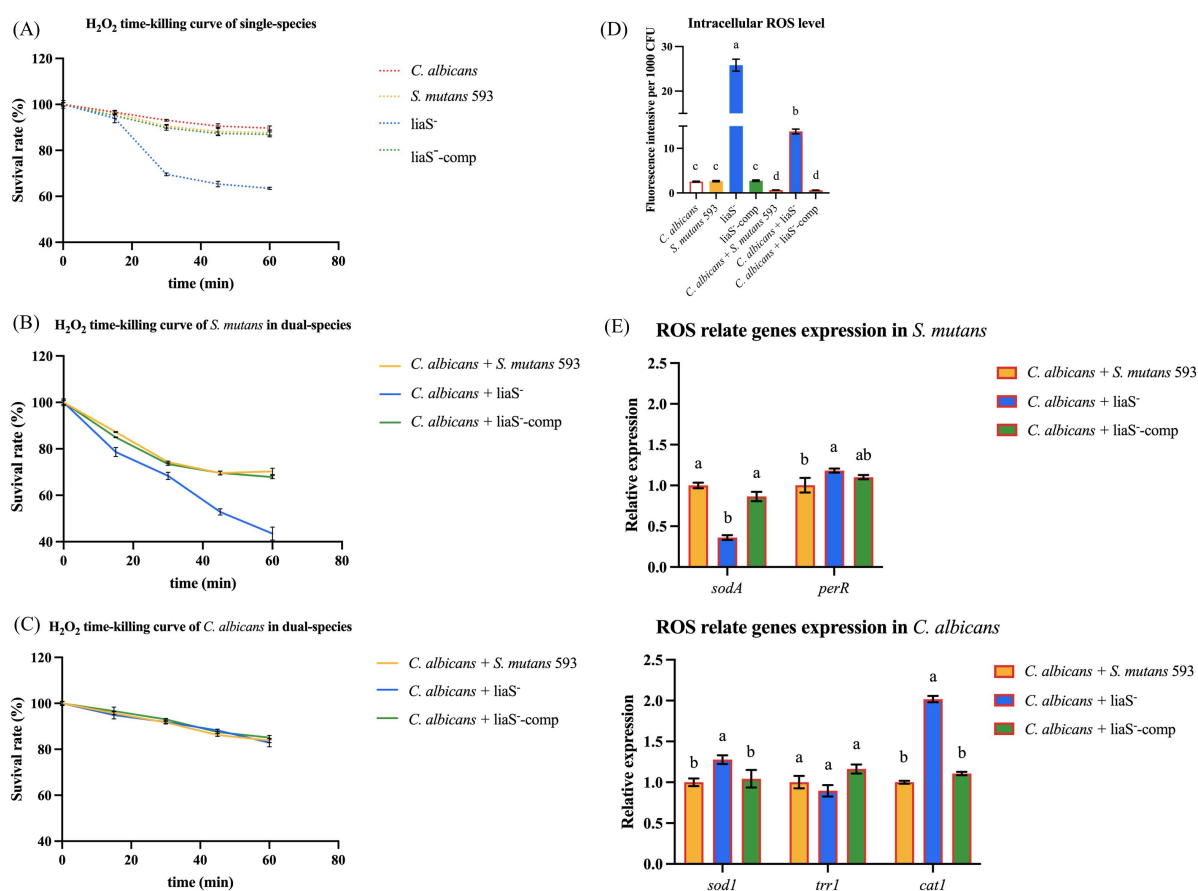 (A)
H₂O₂ time-killing curve of single-species
120
100
80
60
40
Suvival rate (%)
0 20 40 60 80
time (min)
C. albicans
S. mutans 593
liaS⁻
liaS⁻-comp
(B)
H₂O₂ time-killing curve of S. mutans in dual-species
120
100
80
60
40
Suvival rate (%)
0 20 40 60 80
time (min)
C. albicans + S. mutans 593
C. albicans + liaS⁻
C. albicans + liaS⁻-comp
(C)
H₂O₂ time-killing curve of C. albicans in dual-species
120
100
80
60
40
Suvival rate (%)
0 20 40 60 80
time (min)
C. albicans + S. mutans 593
C. albicans + liaS⁻
C. albicans + liaS⁻-comp
(D)
Intracellular ROS level
Fluorescence intensive per 1000 CFU
30
20
10
0
c c a c d b d
C. albicans
S. mutans 593
liaS⁻
liaS⁻-comp
C. albicans + S. mutans 593
C. albicans + liaS⁻
C. albicans + liaS⁻-comp
(E)
ROS relate genes expression in S. mutans
2.5
2.0
1.5
1.0
0.5
0.0
Relative expression
a b a b a ab
sodA perR
C. albicans + S. mutans 593
C. albicans + liaS⁻
C. albicans + liaS⁻-comp
ROS relate genes expression in C. albicans
2.5
2.0
1.5
1.0
0.5
0.0
Relative expression
b a b a a a b a b
sod1 trr1 cat1
C. albicans + S. mutans 593
C. albicans + liaS⁻
C. albicans + liaS⁻-comp